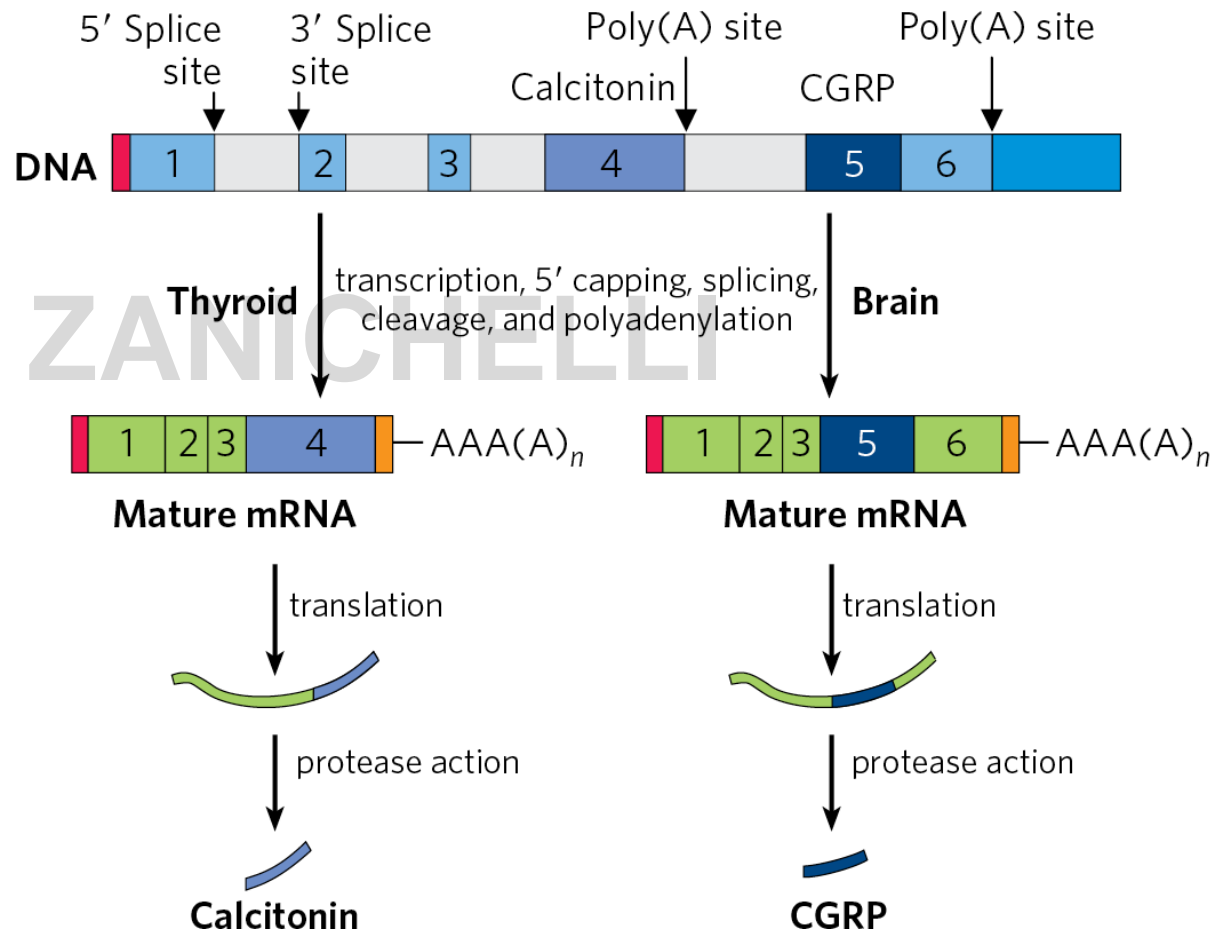 5′ Splice
site
3′ Splice
site
Poly(A) site
Poly(A) site
Calcitonin
CGRP
DNA
1
2
3
4
5
6
Thyroid
transcription, 5′ capping, splicing,
cleavage, and polyadenylation
Brain
ZANICHELLI
1 2 3 4 AAA(A)n
1 2 3 5 6 AAA(A)n
Mature mRNA
Mature mRNA
translation
translation
protease action
protease action
Calcitonin
CGRP